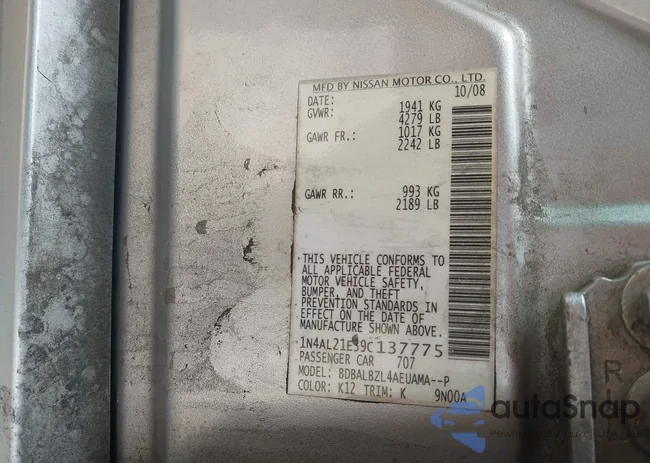 MFD BY NISSAN MOTOR CO., LTD.
DATE: 10/08
GVWR: 1941 KG
4279 LB
GAWR FR.: 1017 KG
2242 LB
GAWR RR.: 993 KG
2189 LB
THIS VEHICLE CONFORMS TO
ALL APPLICABLE FEDERAL
MOTOR VEHICLE SAFETY,
BUMPER, AND THEFT
PREVENTION STANDARDS IN
EFFECT ON THE DATE OF
MANUFACTURE SHOWN ABOVE.
1N4AL21E39C137775
PASSENGER CAR 707
MODEL: BDBALBZL4AEUAMA--P
COLOR: K12 TRIM: K 9N00A
R
autoSnap